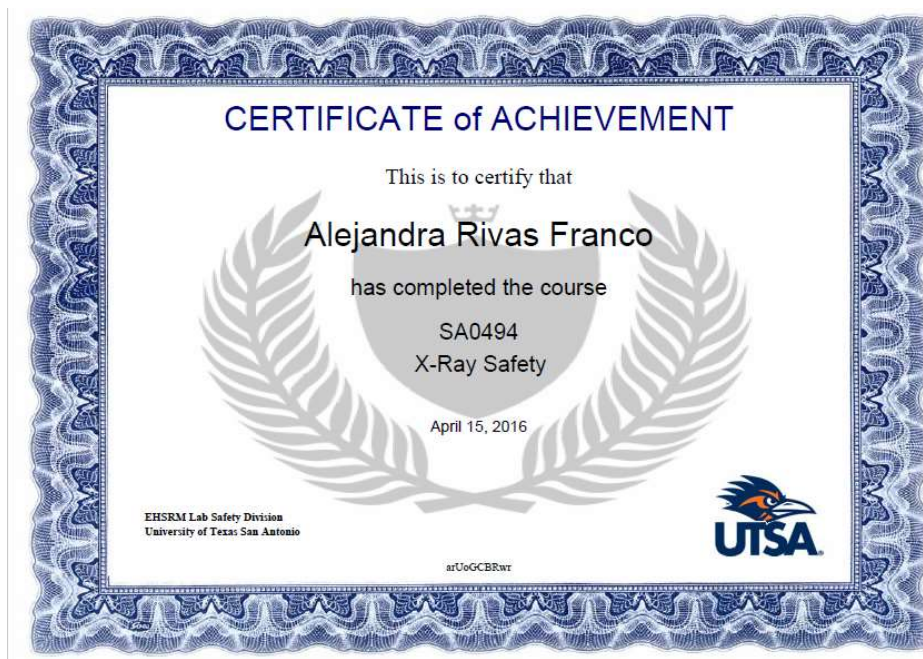 CERTIFICATE of ACHIEVEMENT
This is to certify that
Alejandra Rivas Franco
has completed the course
SA0494
X-Ray Safety
April 15, 2016
EHSRM Lab Safety Division
University of Texas San Antonio
UTSA
arUoGCBRwr